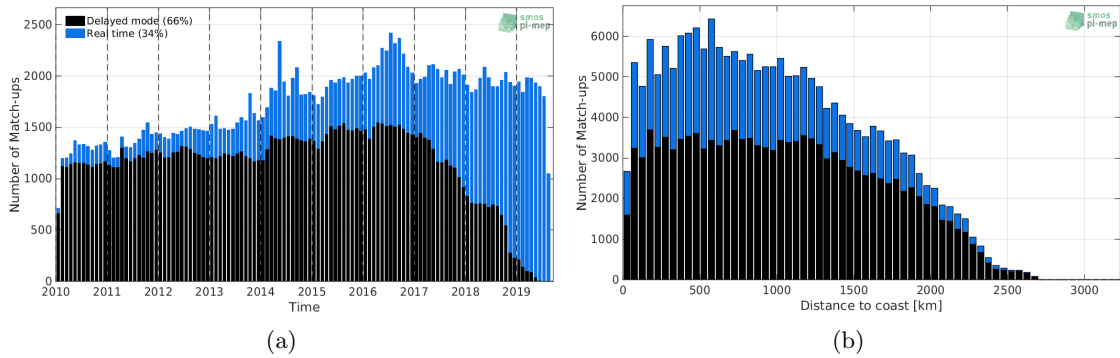 Delayed mode (66%)
Real time (34%)
smos
pi-mep
Number of Match-ups
2500
2000
1500
1000
500
0
2010 2011 2012 2013 2014 2015 2016 2017 2018 2019
Time
(a)
smos
pi-mep
Number of Match-ups
6000
5000
4000
3000
2000
1000
0
0 500 1000 1500 2000 2500 3000
Distance to coast [km]
(b)